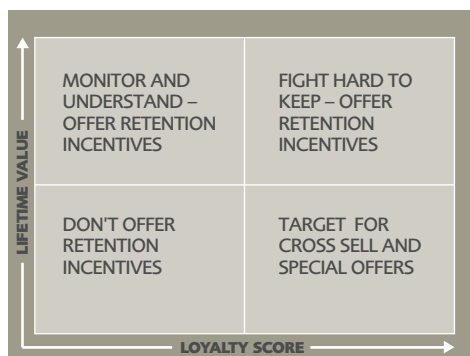 MONITOR AND
UNDERSTAND –
OFFER RETENTION
INCENTIVES
FIGHT HARD TO
KEEP – OFFER
RETENTION
INCENTIVES
DON'T OFFER
RETENTION
INCENTIVES
TARGET FOR
CROSS SELL AND
SPECIAL OFFERS
LIFETIME VALUE
LOYALTY SCORE